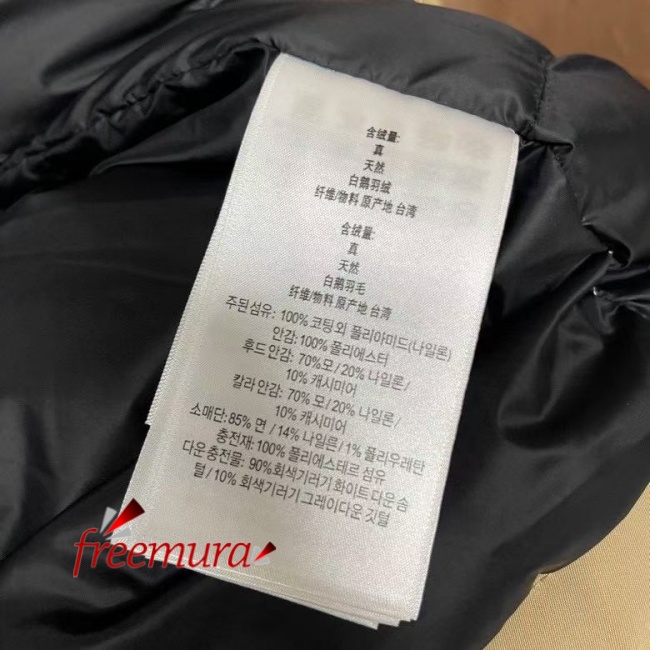 含绒量:
真
天然
白鹅羽绒
纤维/物料 原产地 台湾
含绒量:
真
天然
白鹅羽毛
纤维/物料 原产地 台湾
주된섬유: 100% 코팅외 폴리아미드(나일론)
안감:100% 폴리에스터
후드 안감: 70%모 / 20% 나일론 /
10% 캐시미어
칼라 안감: 70% 모 / 20% 나일론 /
10% 캐시미어
소매단: 85% 면 / 14% 나일론 / 1% 폴리우레탄
충전재: 100% 폴리에스테르 섬유
다운 충전물: 90%회색기러기 화이트 다운 솜
털 / 10% 회색기러기 그레이다운 깃털
freemura